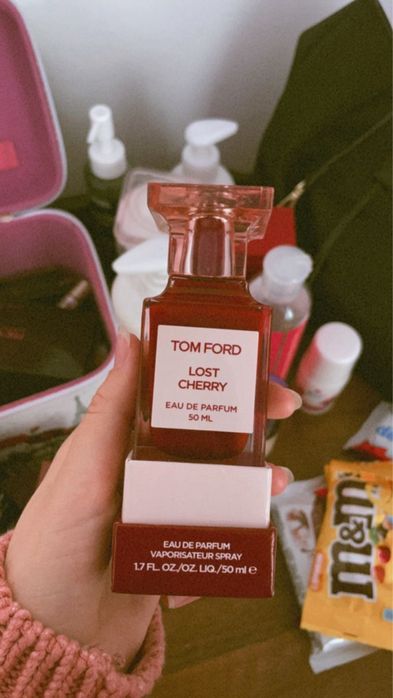 TOM FORD
LOST
CHERRY
EAU DE PARFUM
50 ML
EAU DE PARFUM
VAPORISATEUR SPRAY
1.7 FL. OZ./OZ. LIQ./50 ml ℮
m&m